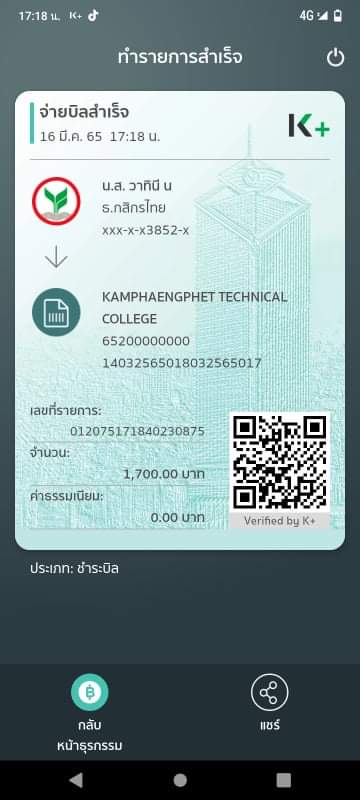 17:18 น. K+ 4G
ทำรายการสำเร็จ
จ่ายบิลสำเร็จ
16 มี.ค. 65 17:18 น.
K+
น.ส. วาทินี น
ธ.กสิกรไทย
xxx-x-x3852-x
KAMPHAENGPHET TECHNICAL
COLLEGE
65200000000
14032565018032565017
เลขที่รายการ:
012075171840230875
จำนวน:
1,700.00 บาท
ค่าธรรมเนียม:
0.00 บาท
Verified by K+
ประเภท: ชำระบิล
กลับ
หน้าธุรกรรม
แชร์